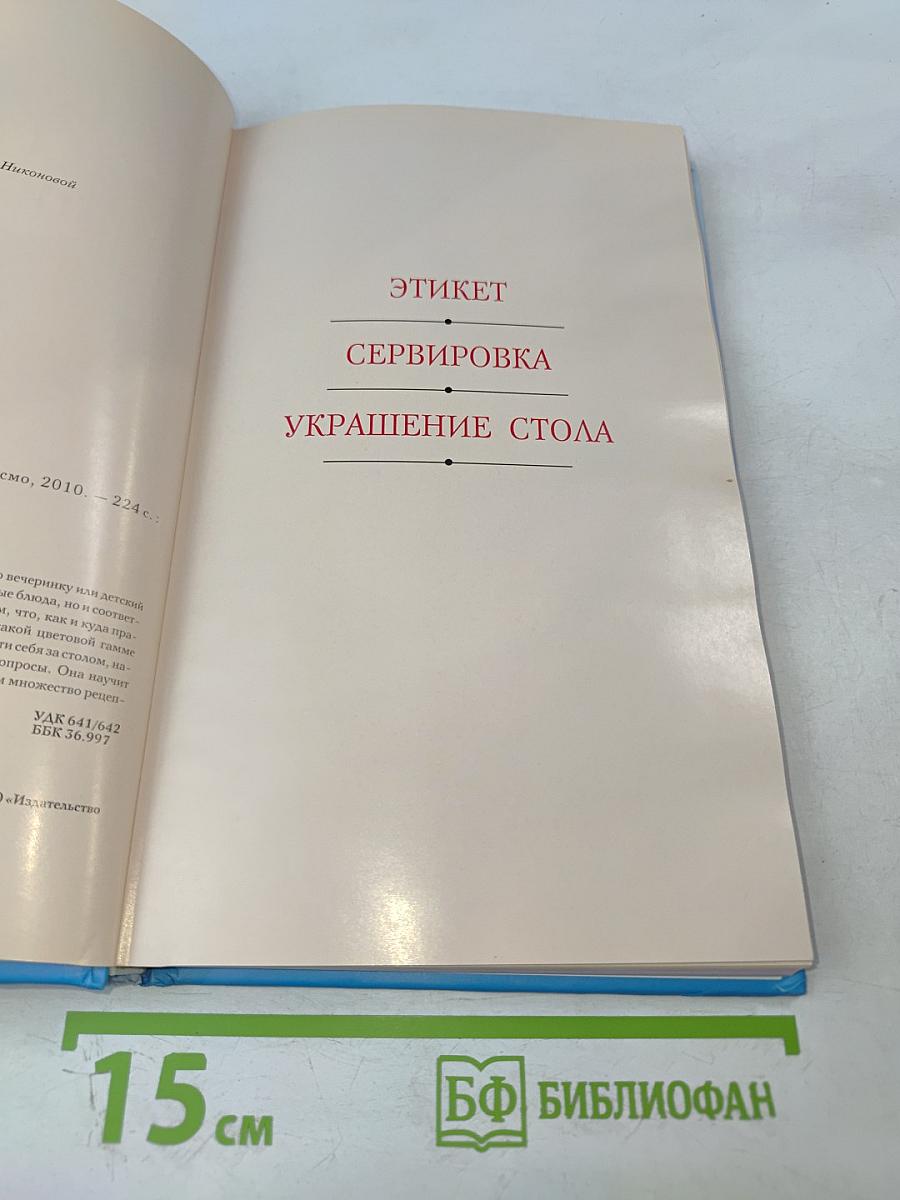 Никоновой
смо, 2010. — 224 с. :
вечеринку или детский
ые блюда, но и соответ-
м, что, как и куда пра-
акой цветовой гамме
ти себя за столом, на-
опросы. Она научит
м множество рецеп-
УДК 641/642
ББК 36.997
«Издательство
ЭТИКЕТ
СЕРВИРОВКА
УКРАШЕНИЕ СТОЛА
15 см
БФ БИБЛИОФАН